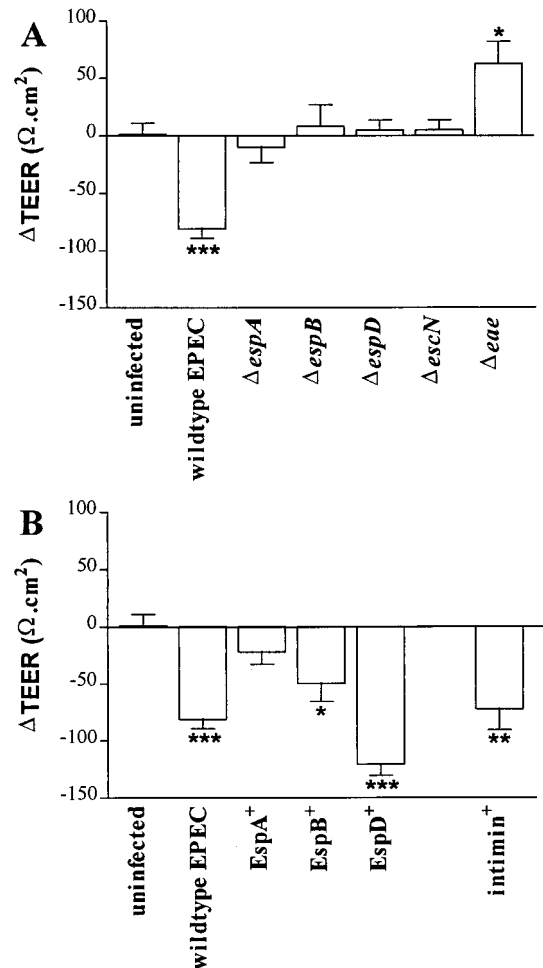 A
ΔTEER (Ω.cm²)
100
50
0
-50
-100
-150
*
***
uninfected
wildtype EPEC
ΔespA
ΔespB
ΔespD
ΔescN
Δeae
B
ΔTEER (Ω.cm²)
100
50
0
-50
-100
-150
***
*
***
**
uninfected
wildtype EPEC
EspA⁺
EspB⁺
EspD⁺
intimin⁺